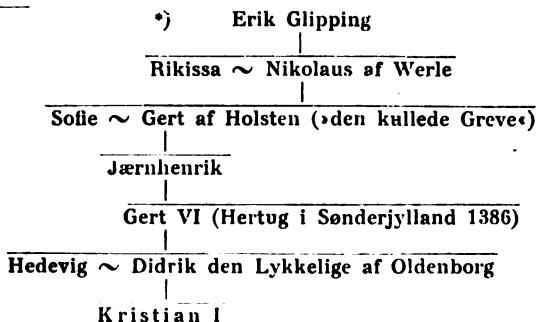 *) Erik Glipping
Rikissa ~ Nikolaus af Werle
Sofie ~ Gert af Holsten (›den kullede Greve‹)
Jærnhenrik
Gert VI (Hertug i Sønderjylland 1386)
Hedevig ~ Didrik den Lykkelige af Oldenborg
Kristian I